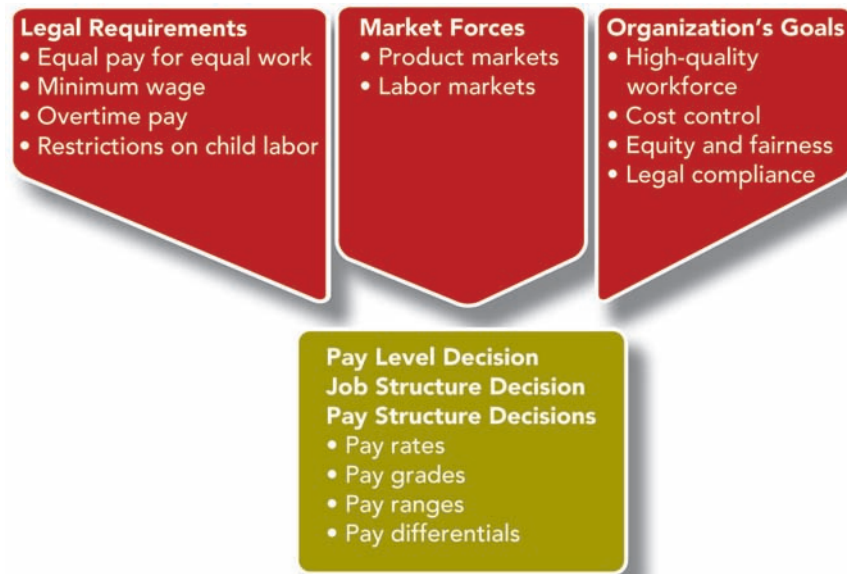 Legal Requirements
• Equal pay for equal work
• Minimum wage
• Overtime pay
• Restrictions on child labor
Market Forces
• Product markets
• Labor markets
Organization's Goals
• High-quality
workforce
• Cost control
• Equity and fairness
• Legal compliance
Pay Level Decision
Job Structure Decision
Pay Structure Decisions
• Pay rates
• Pay grades
• Pay ranges
• Pay differentials